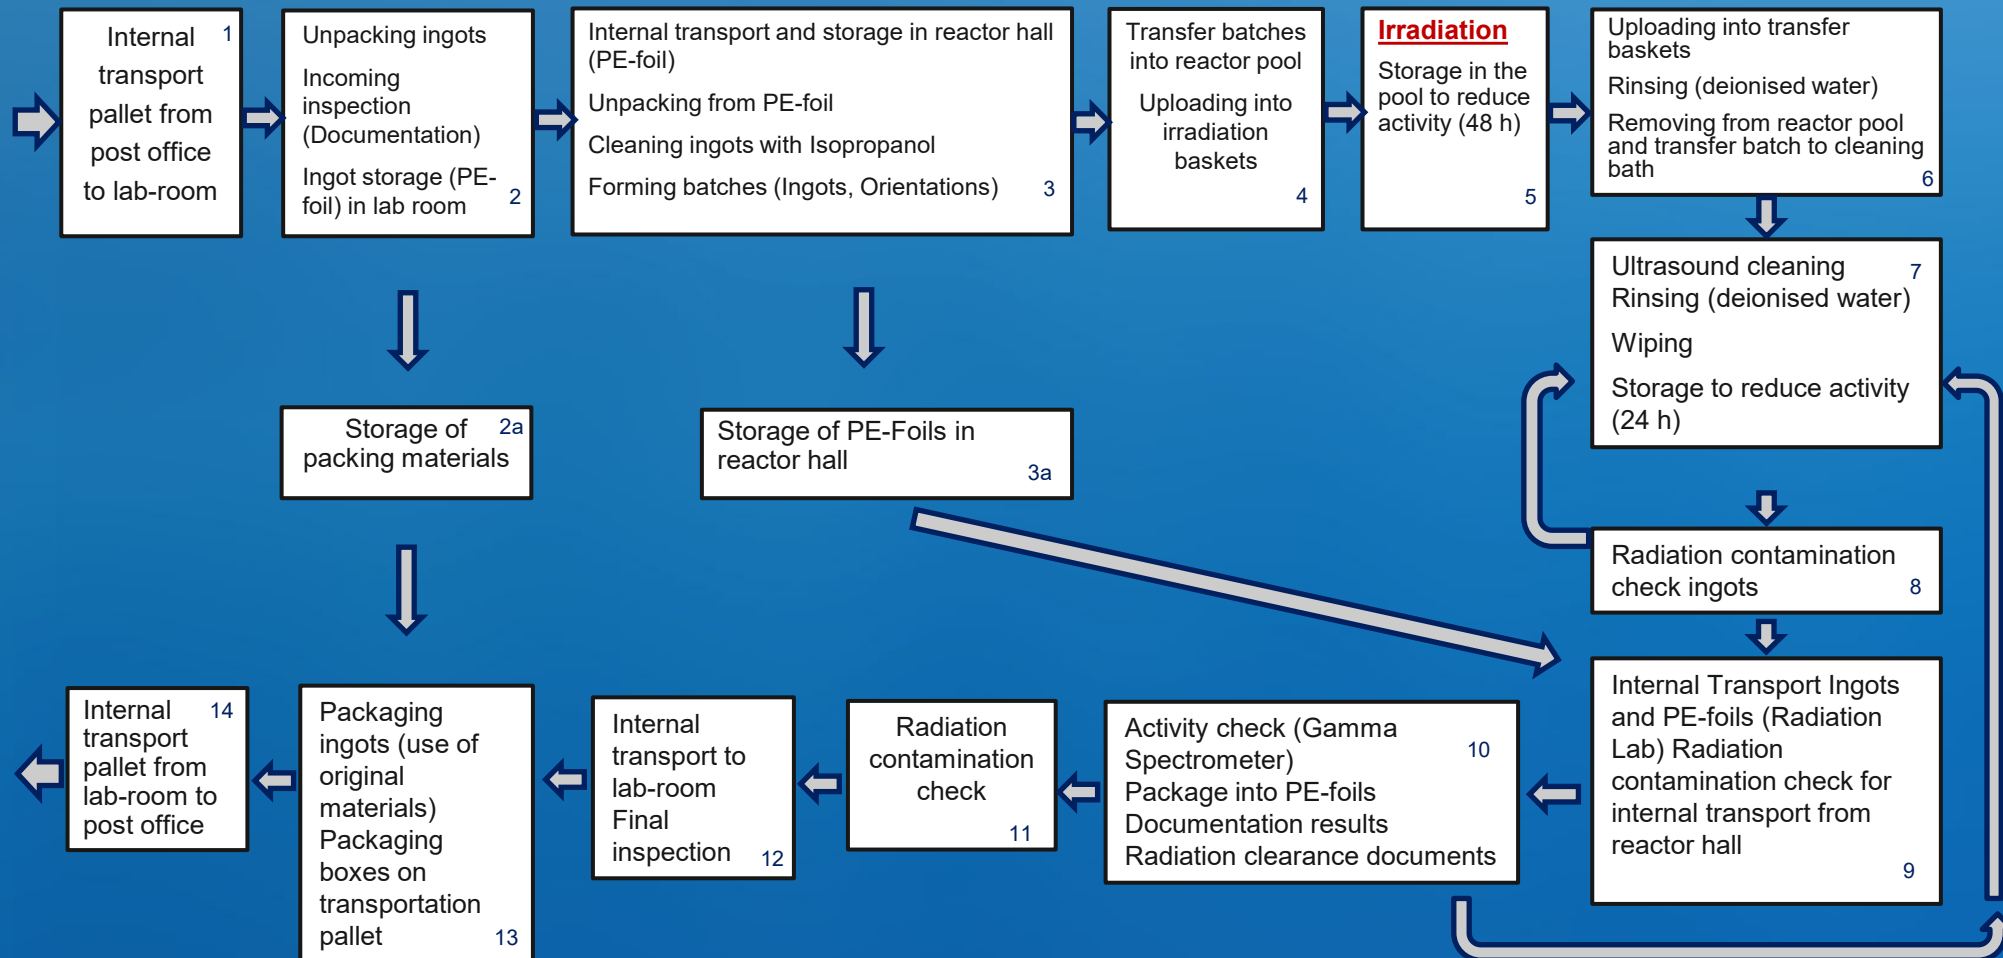 Internal 1
transport
pallet from
post office
to lab-room
Unpacking ingots
Incoming
inspection
(Documentation)
Ingot storage (PE-
foil) in lab room 2
Internal transport and storage in reactor hall
(PE-foil)
Unpacking from PE-foil
Cleaning ingots with Isopropanol
Forming batches (Ingots, Orientations) 3
Transfer batches
into reactor pool
Uploading into
irradiation
baskets
4
Irradiation
Storage in the
pool to reduce
activity (48 h)
5
Uploading into transfer
baskets
Rinsing (deionised water)
Removing from reactor pool
and transfer batch to cleaning
bath
6
Ultrasound cleaning 7
Rinsing (deionised water)
Wiping
Storage to reduce activity
(24 h)
Storage of 2a
packing materials
Storage of PE-Foils in
reactor hall
3a
Radiation contamination
check ingots 8
Internal Transport Ingots
and PE-foils (Radiation
Lab) Radiation
contamination check for
internal transport from
reactor hall
9
Activity check (Gamma
Spectrometer) 10
Package into PE-foils
Documentation results
Radiation clearance documents
Radiation
contamination
check
11
Internal
transport to
lab-room
Final
inspection 12
Packaging
ingots (use of
original
materials)
Packaging
boxes on
transportation
pallet 13
Internal 14
transport
pallet from
lab-room to
post office